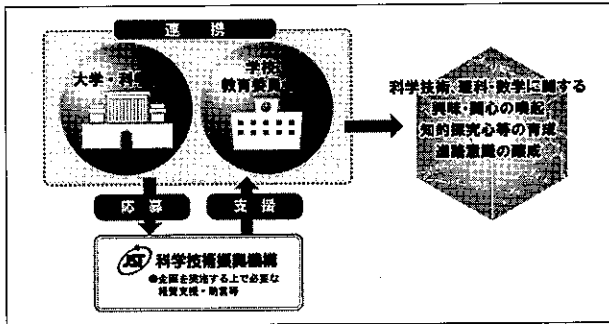 連 携
大学・科
学校
教育委員
科学技術、理科・数学に関する
興味・関心の喚起
知的探究心等の育成
進路意識の醸成
応 募
支 援
JST 科学技術振興機構
●企画を実施する上で必要な
経費支援・助言等